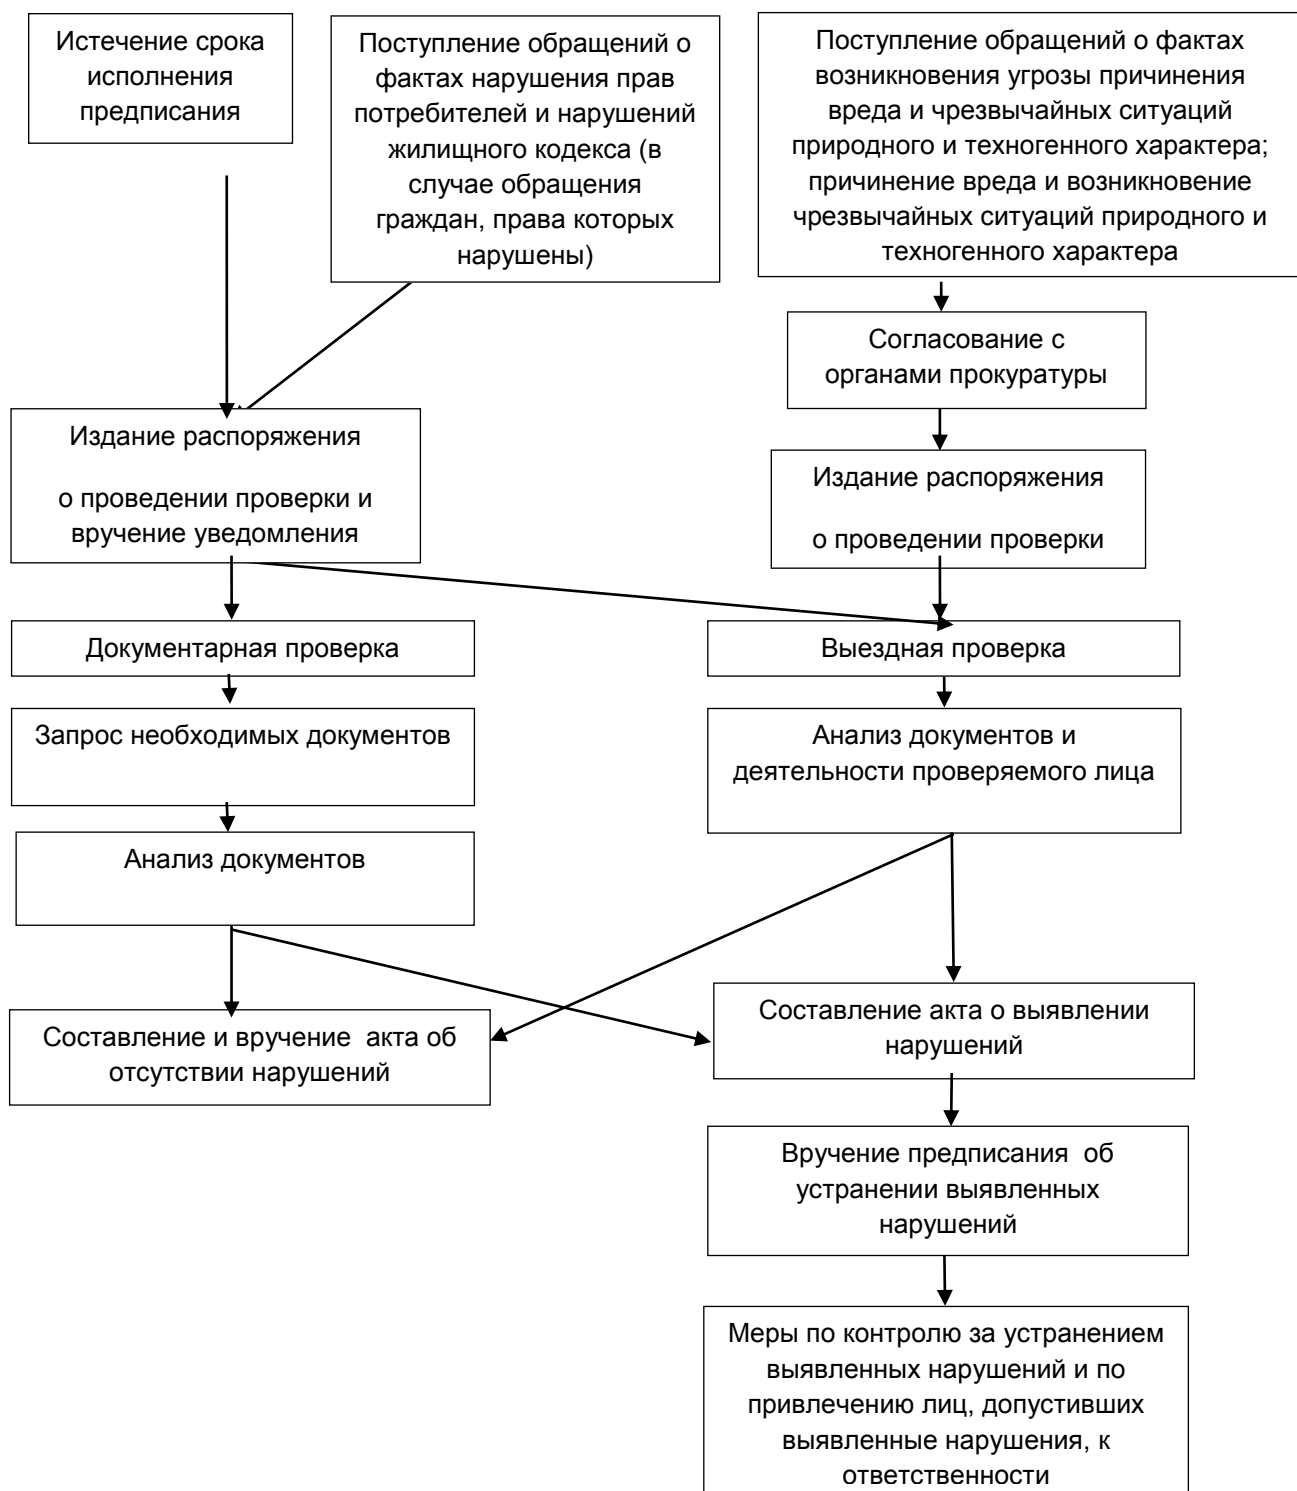 Истечение срока
исполнения
предписания
Поступление обращений о
фактах нарушения прав
потребителей и нарушений
жилищного кодекса (в
случае обращения
граждан, права которых
нарушены)
Поступление обращений о фактах
возникновения угрозы причинения
вреда и чрезвычайных ситуаций
природного и техногенного характера;
причинение вреда и возникновение
чрезвычайных ситуаций природного и
техногенного характера
Согласование с
органами прокуратуры
Издание распоряжения
о проведении проверки и
вручение уведомления
Издание распоряжения
о проведении проверки
Документарная проверка
Выездная проверка
Запрос необходимых документов
Анализ документов и
деятельности проверяемого лица
Анализ документов
Составление и вручение  акта об
отсутствии нарушений
Составление акта о выявлении
нарушений
Вручение предписания  об
устранении выявленных
нарушений
Меры по контролю за устранением
выявленных нарушений и по
привлечению лиц, допустивших
выявленные нарушения, к
ответственности